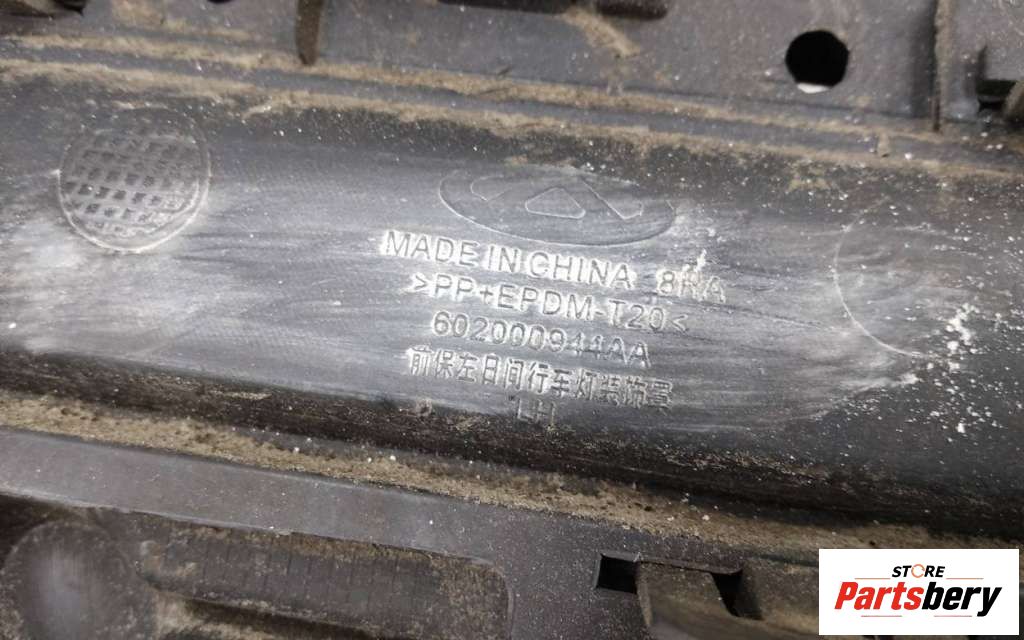 MADE IN CHINA 8RA
>PP+EPDM-T20<
602000944AA
前保左日间行车灯装饰罩
LH
STORE
Partsbery